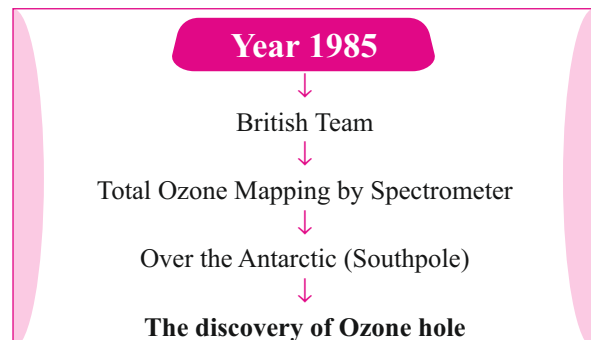 Year 1985
British Team
Total Ozone Mapping by Spectrometer
Over the Antarctic (Southpole)
The discovery of Ozone hole